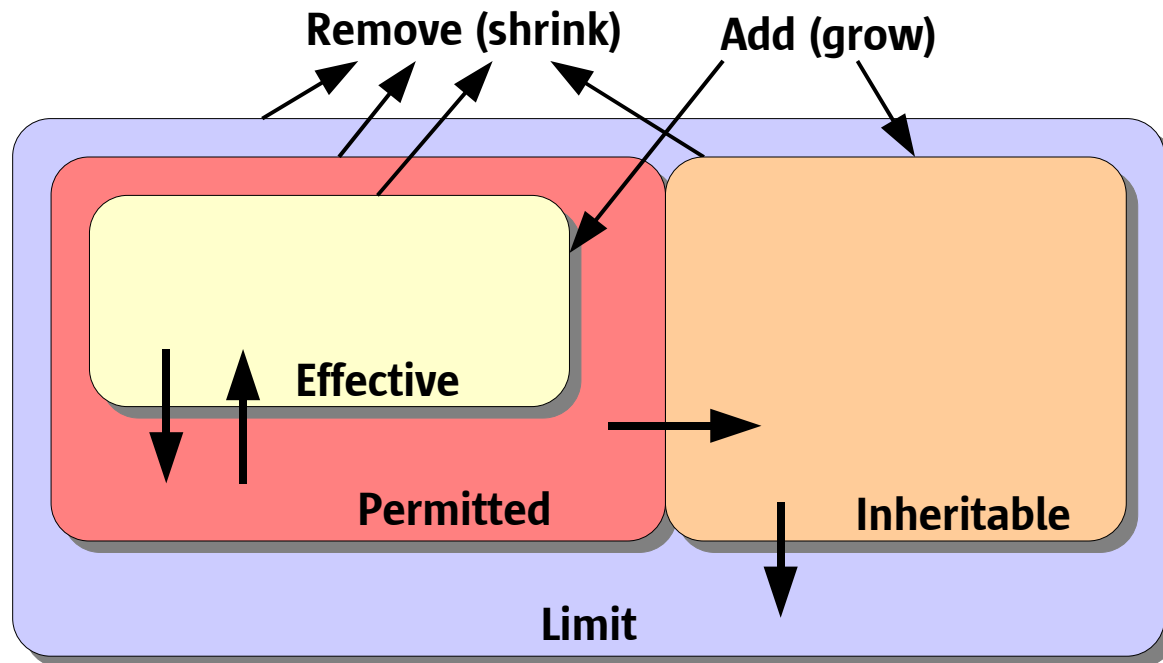 Remove (shrink)
Add (grow)
Effective
Permitted
Inheritable
Limit